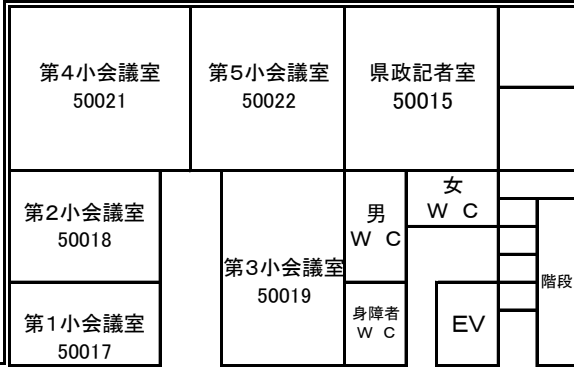 第4小会議室
50021
第5小会議室
50022
県政記者室
50015
第2小会議室
50018
第3小会議室
50019
男
W C
女
W C
第1小会議室
50017
身障者
W C
EV
階段